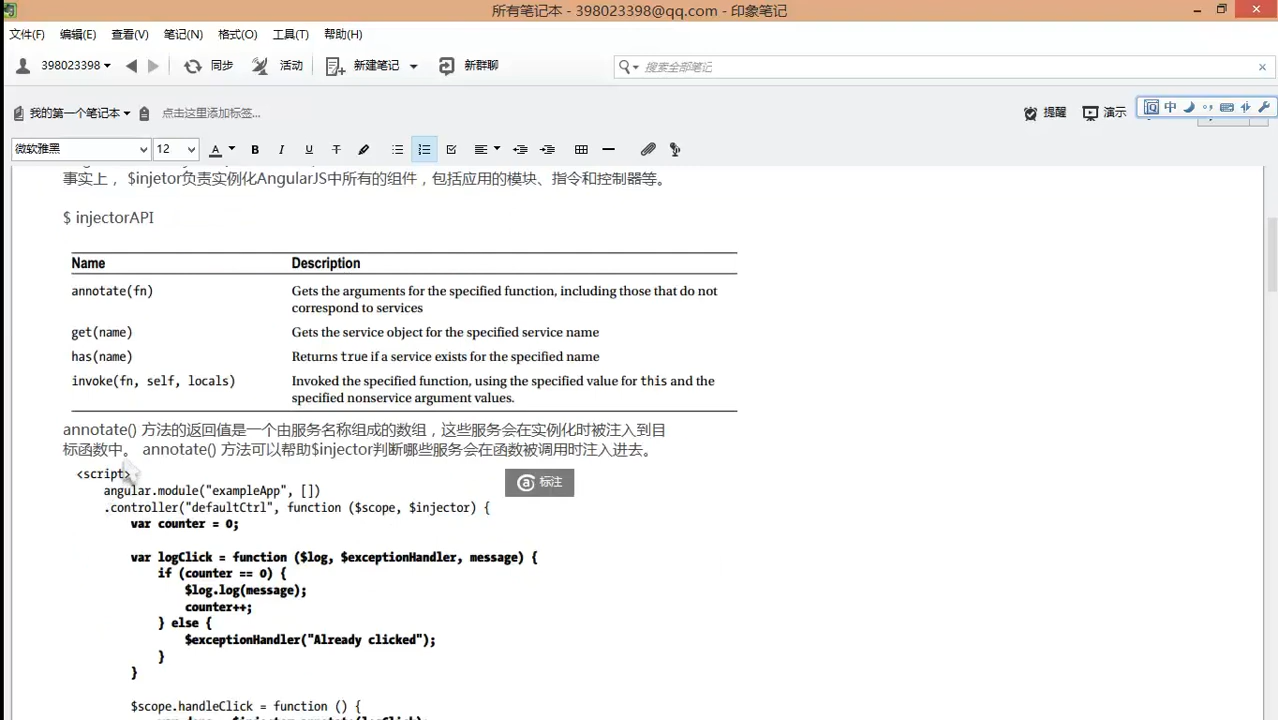 所有笔记本 - 398023398@qq.com - 印象笔记
文件(F) 编辑(E) 查看(V) 笔记(N) 格式(O) 工具(T) 帮助(H)
398023398 同步 活动 新建笔记 新群聊 搜索全部笔记
我的第一个笔记本 点击这里添加标签... 提醒 演示 中
微软雅黑 12 A B I U T
事实上， $injetor负责实例化AngularJS中所有的组件，包括应用的模块、指令和控制器等。
$ injectorAPI
Name Description
annotate(fn) Gets the arguments for the specified function, including those that do not
correspond to services
get(name) Gets the service object for the specified service name
has(name) Returns true if a service exists for the specified name
invoke(fn, self, locals) Invoked the specified function, using the specified value for this and the
specified nonservice argument values.
annotate() 方法的返回值是一个由服务名称组成的数组，这些服务会在实例化时被注入到目
标函数中。 annotate() 方法可以帮助$injector判断哪些服务会在函数被调用时注入进去。
<script>
标注
angular.module("exampleApp", [])
.controller("defaultCtrl", function ($scope, $injector) {
var counter = 0;
var logClick = function ($log, $exceptionHandler, message) {
if (counter == 0) {
$log.log(message);
counter++;
} else {
$exceptionHandler("Already clicked");
}
}
$scope.handleClick = function () {